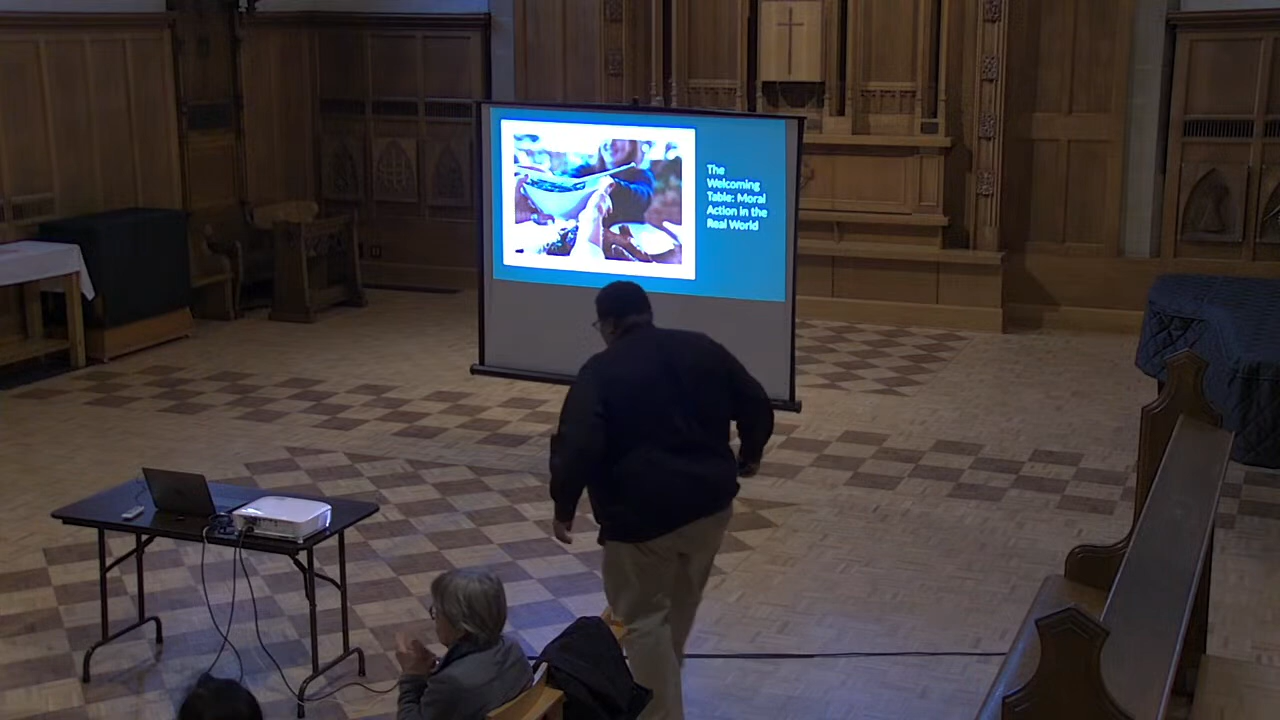 The
Welcoming
Table: Moral
Action in the
Real World